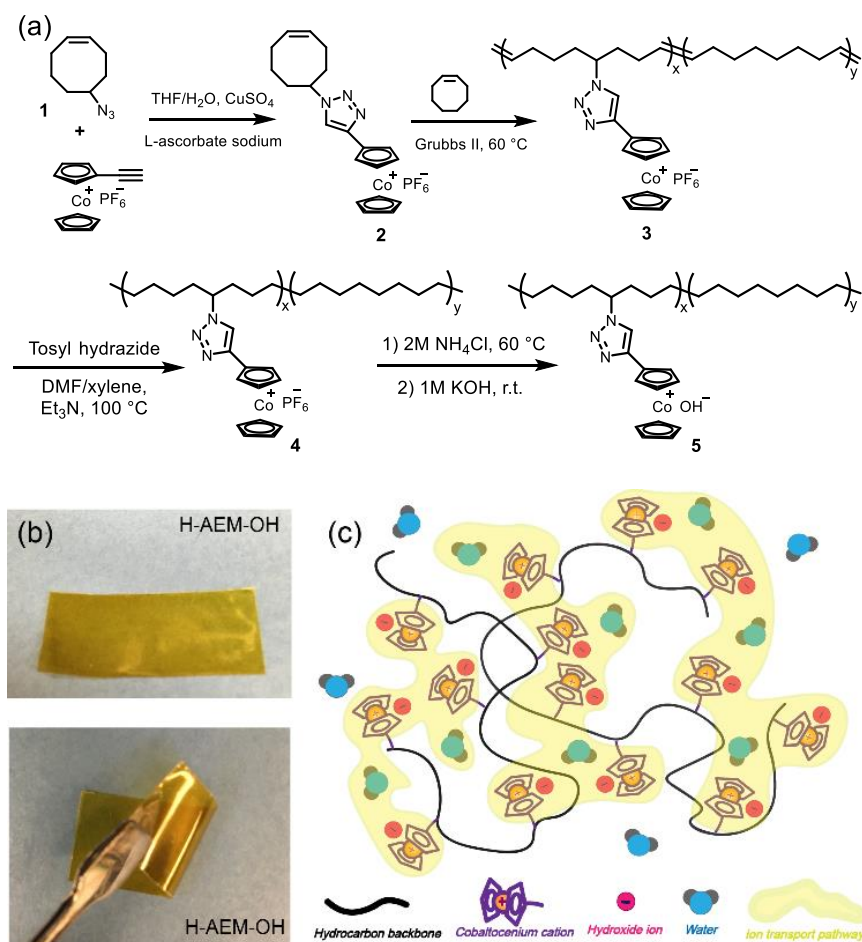 (a)
1
N3
+
Co+ PF6−
THF/H2O, CuSO4
L-ascorbate sodium
N N N
Co+ PF6−
2
Grubbs II, 60 °C
x y
N N N
Co+ PF6−
3
Tosyl hydrazide
DMF/xylene,
Et3N, 100 °C
x y
N N N
Co+ PF6−
4
1) 2M NH4Cl, 60 °C
2) 1M KOH, r.t.
x y
N N N
Co+ OH−
5
(b)
H-AEM-OH
H-AEM-OH
(c)
Hydrocarbon backbone
Cobaltocenium cation
Hydroxide ion
Water
ion transport pathway